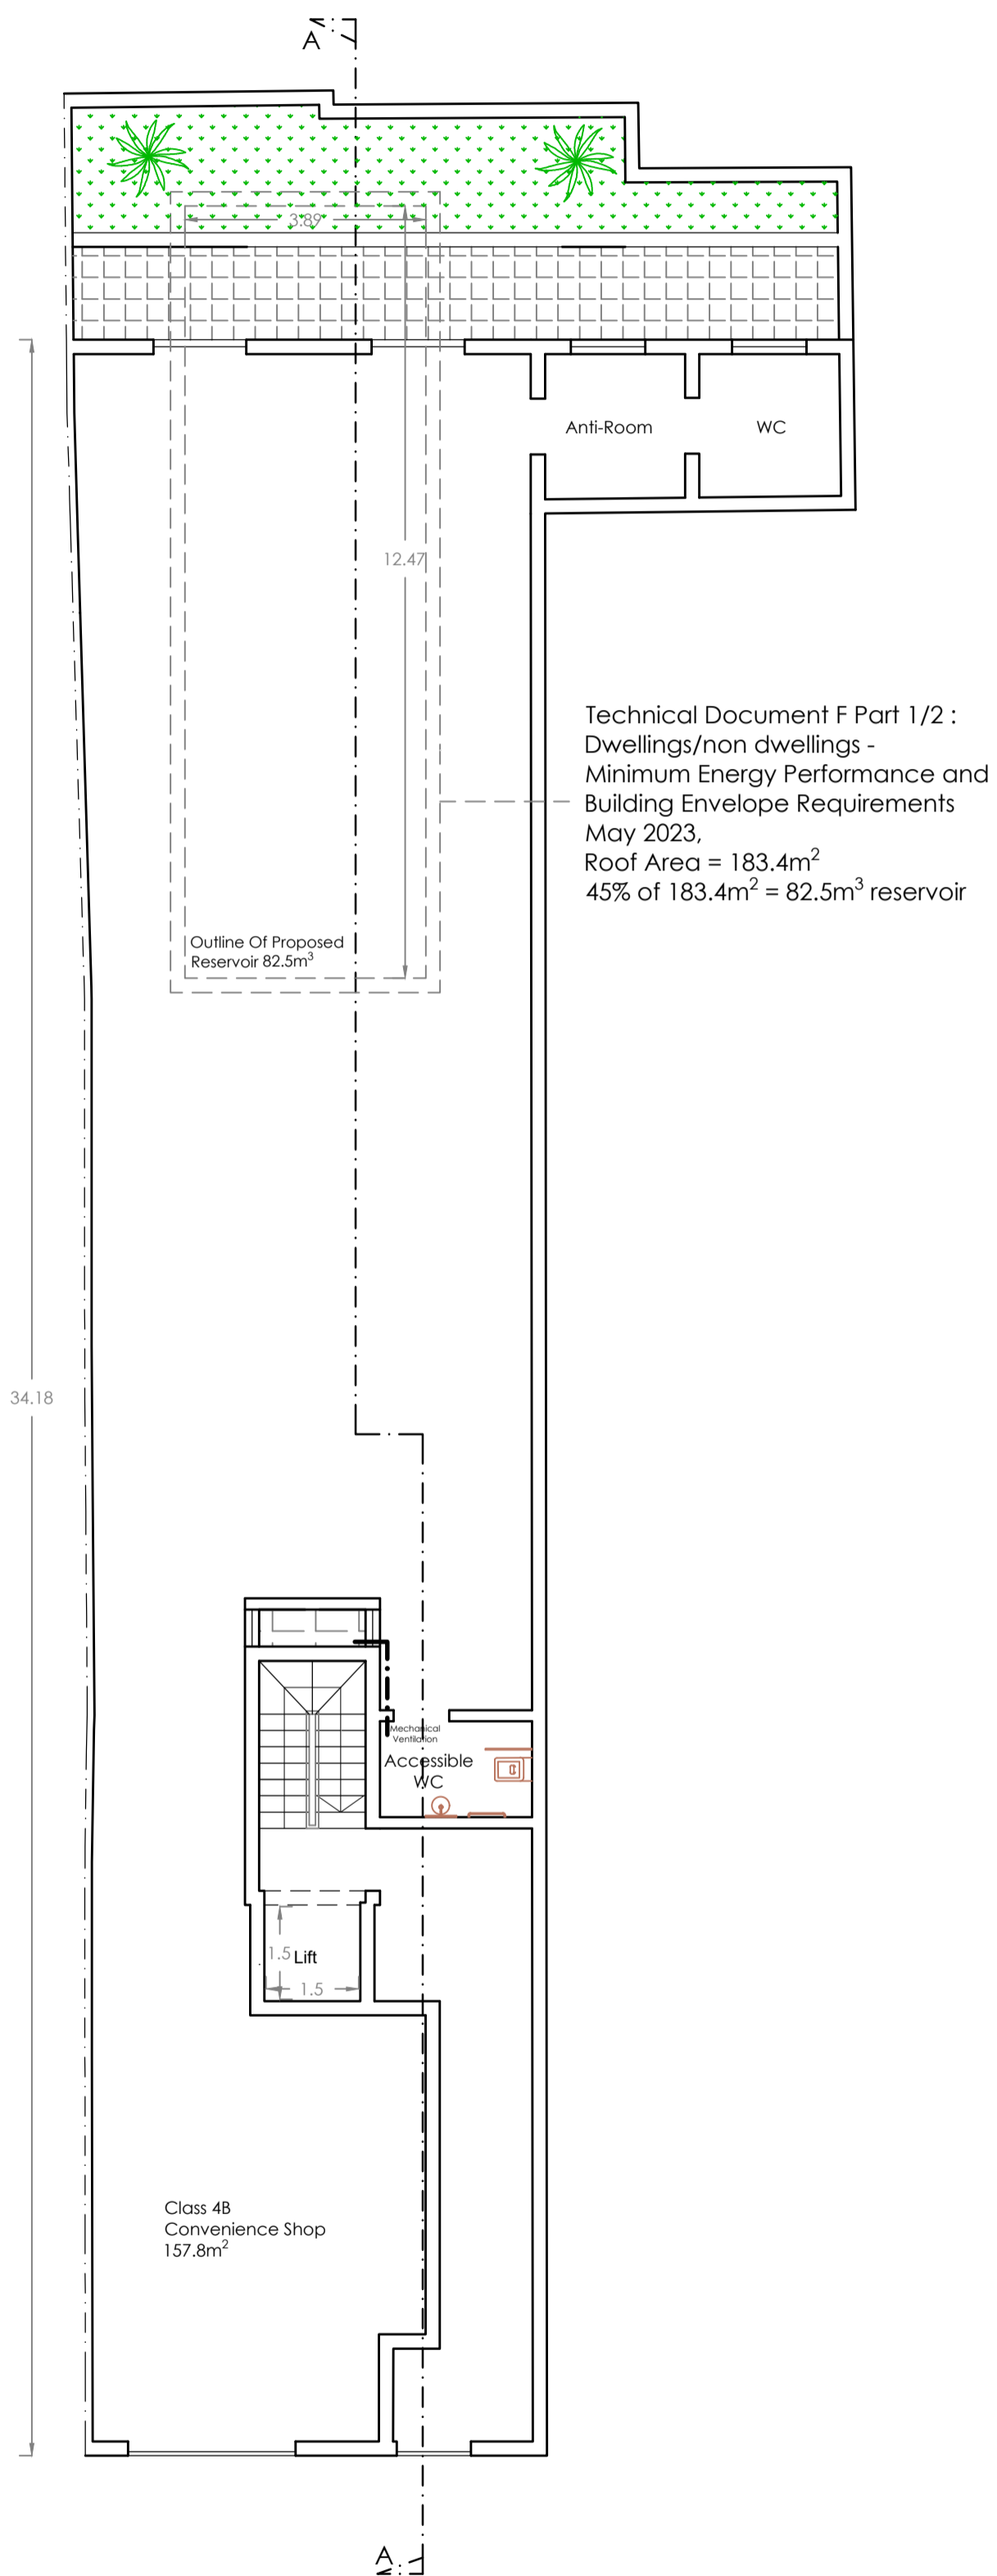 A
3.89
Anti-Room
WC
12.47
Technical Document F Part 1/2 :
Dwellings/non dwellings -
Minimum Energy Performance and
Building Envelope Requirements
May 2023,
Roof Area = 183.4m²
45% of 183.4m² = 82.5m³ reservoir
Outline Of Proposed
Reservoir 82.5m³
34.18
Mechanical
Ventilation
Accessible
WC
1.5
Lift
1.5
Class 4B
Convenience Shop
157.8m²
A